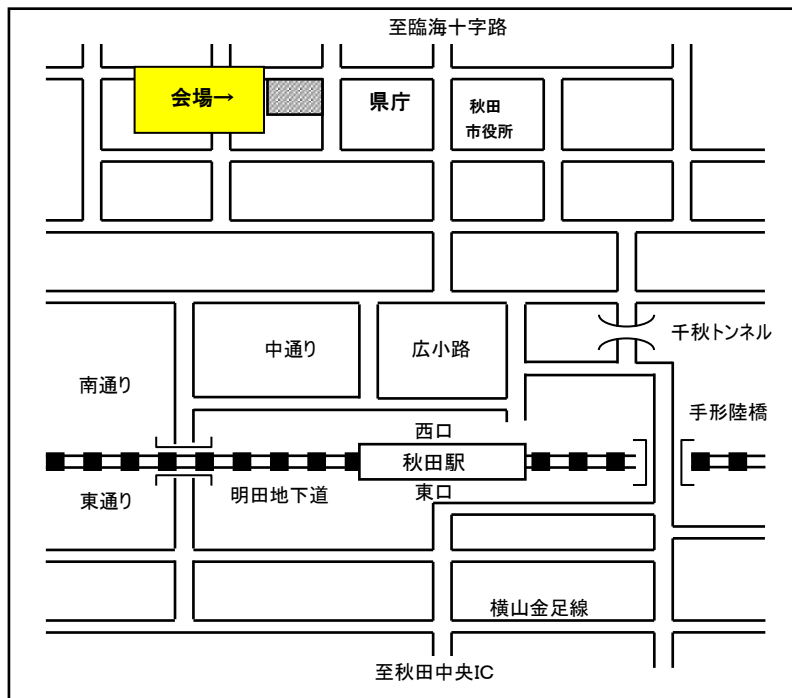 至臨海十字路
会場→
県庁
秋田
市役所
千秋トンネル
中通り
広小路
南通り
手形陸橋
西口
秋田駅
東口
東通り
明田地下道
横山金足線
至秋田中央IC